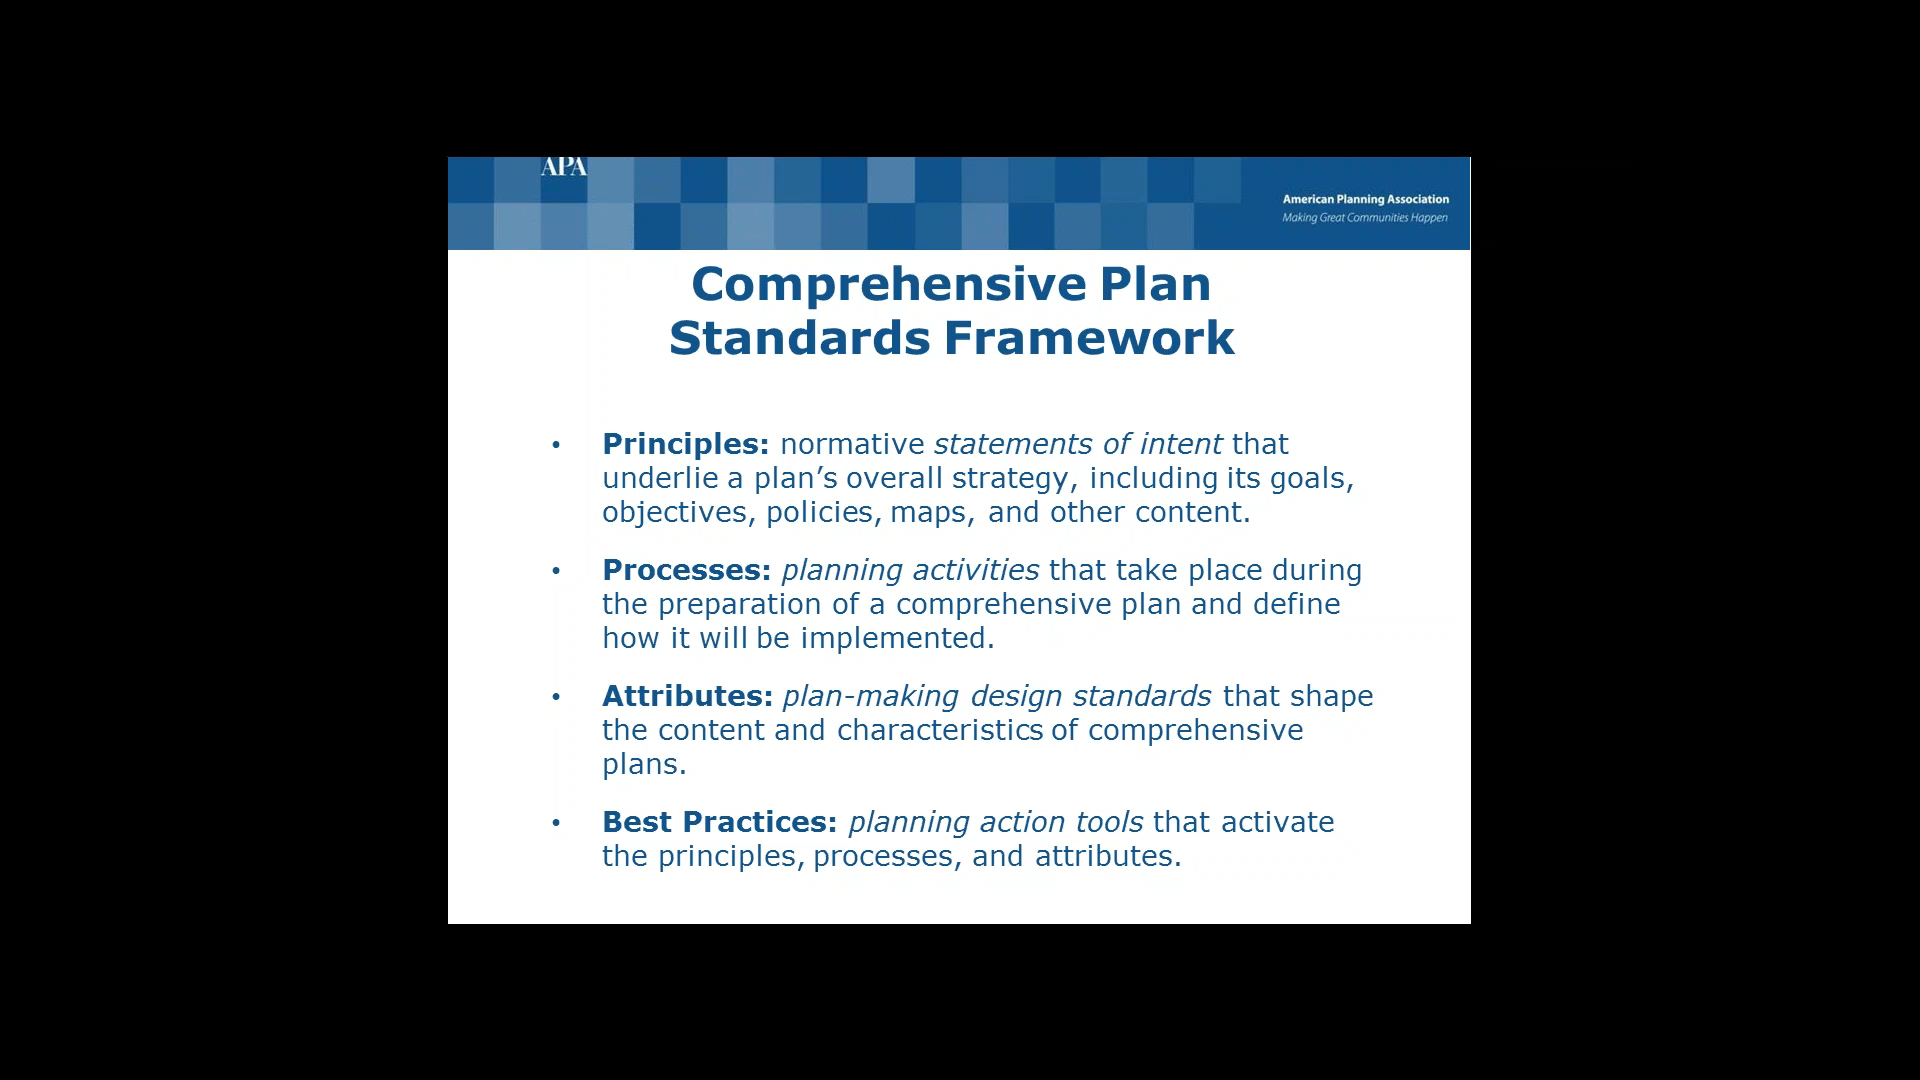 APA
American Planning Association
Making Great Communities Happen
Comprehensive Plan
Standards Framework
• Principles: normative statements of intent that
underlie a plan’s overall strategy, including its goals,
objectives, policies, maps, and other content.
• Processes: planning activities that take place during
the preparation of a comprehensive plan and define
how it will be implemented.
• Attributes: plan-making design standards that shape
the content and characteristics of comprehensive
plans.
• Best Practices: planning action tools that activate
the principles, processes, and attributes.